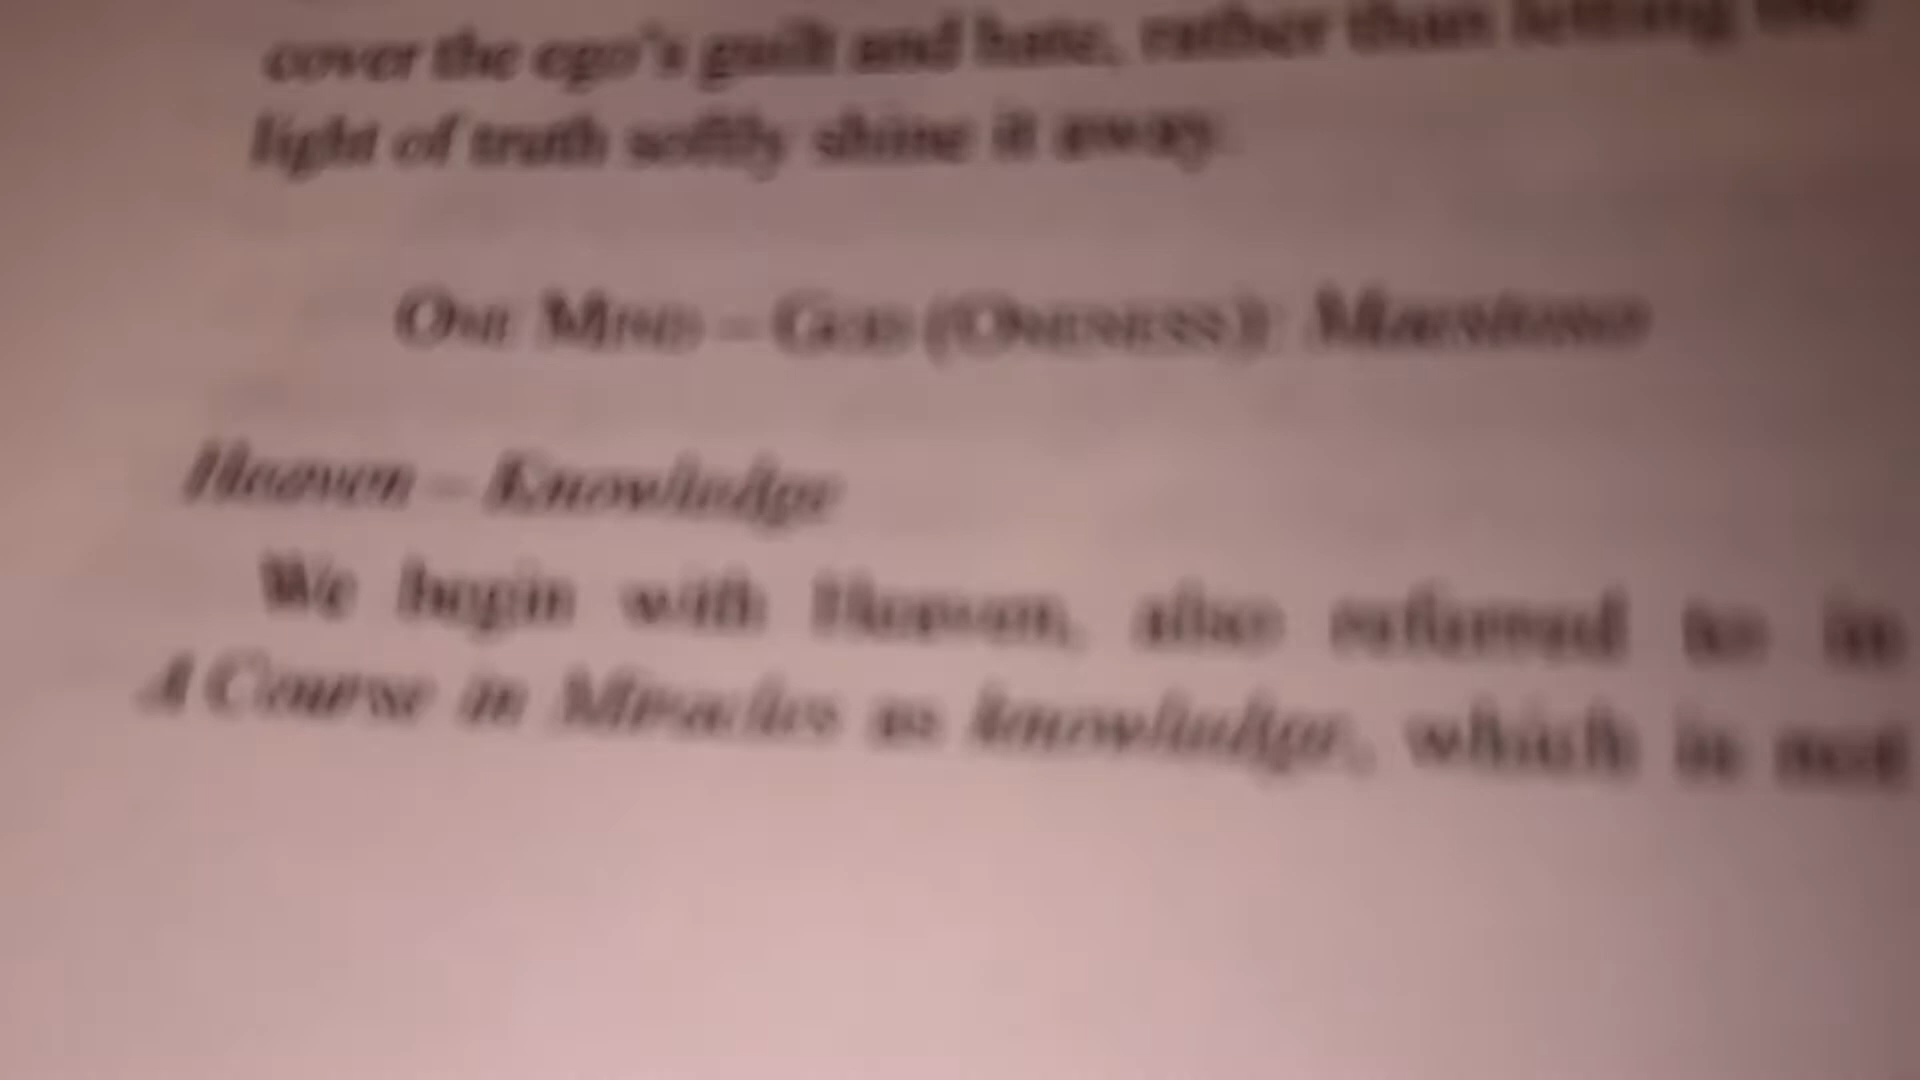 cover the ego's guilt and hate, rather than letting the
light of truth softly shine it away.
ONE MIND – GOD (ONENESS): Maestoso
Heaven – Knowledge
We begin with Heaven, also referred to in
A Course in Miracles as knowledge, which is not